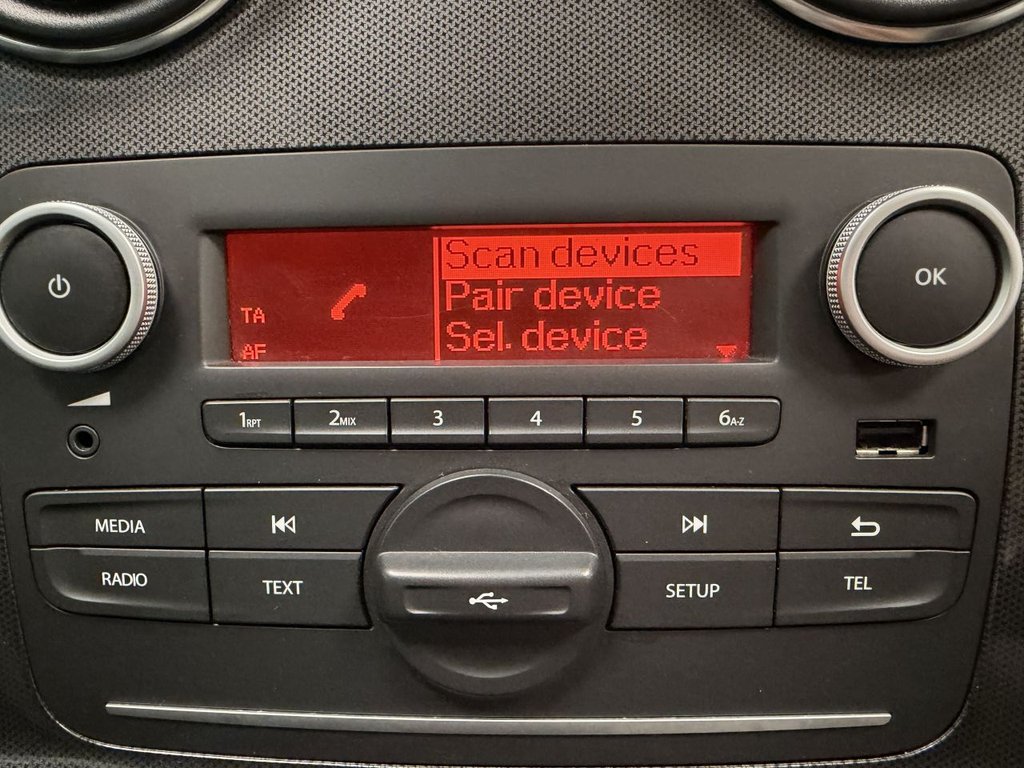 Scan devices
Pair device
TA
Sel. device
AF
OK
1RPT 2MIX 3 4 5 6A-Z
MEDIA
RADIO TEXT SETUP TEL